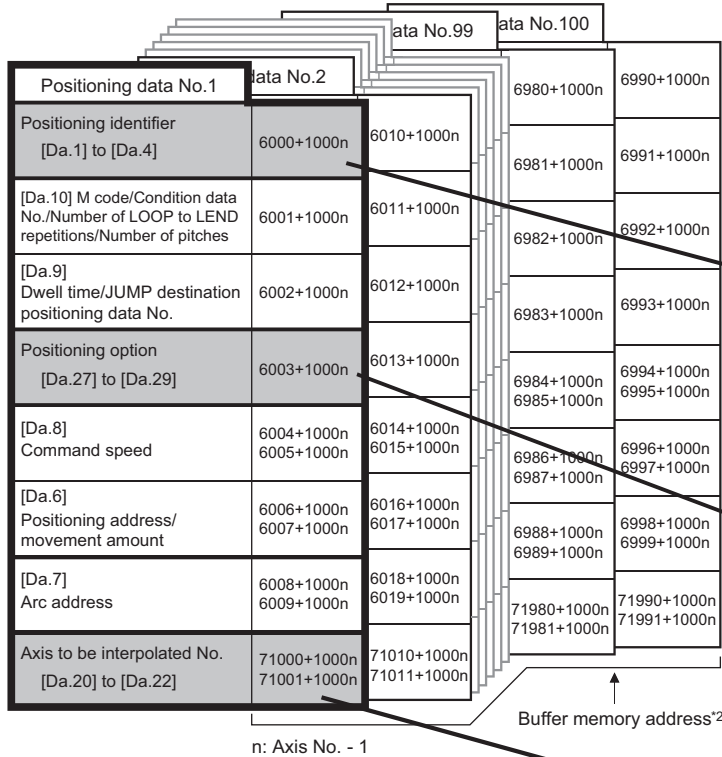 ata No.99
ata No.100
Positioning data No.1
data No.2
Positioning identifier
[Da.1] to [Da.4]
6000+1000n
6010+1000n
6980+1000n
6990+1000n
[Da.10] M code/Condition data
No./Number of LOOP to LEND
repetitions/Number of pitches
6001+1000n
6011+1000n
6981+1000n
6991+1000n
[Da.9]
Dwell time/JUMP destination
positioning data No.
6002+1000n
6012+1000n
6982+1000n
6992+1000n
Positioning option
[Da.27] to [Da.29]
6003+1000n
6013+1000n
6983+1000n
6993+1000n
[Da.8]
Command speed
6004+1000n
6005+1000n
6014+1000n
6015+1000n
6984+1000n
6985+1000n
6994+1000n
6995+1000n
[Da.6]
Positioning address/
movement amount
6006+1000n
6007+1000n
6016+1000n
6017+1000n
6986+1000n
6987+1000n
6996+1000n
6997+1000n
[Da.7]
Arc address
6008+1000n
6009+1000n
6018+1000n
6019+1000n
6988+1000n
6989+1000n
6998+1000n
6999+1000n
Axis to be interpolated No.
[Da.20] to [Da.22]
71000+1000n
71001+1000n
71010+1000n
71011+1000n
71980+1000n
71981+1000n
71990+1000n
71991+1000n
Buffer memory address*2
n: Axis No. - 1